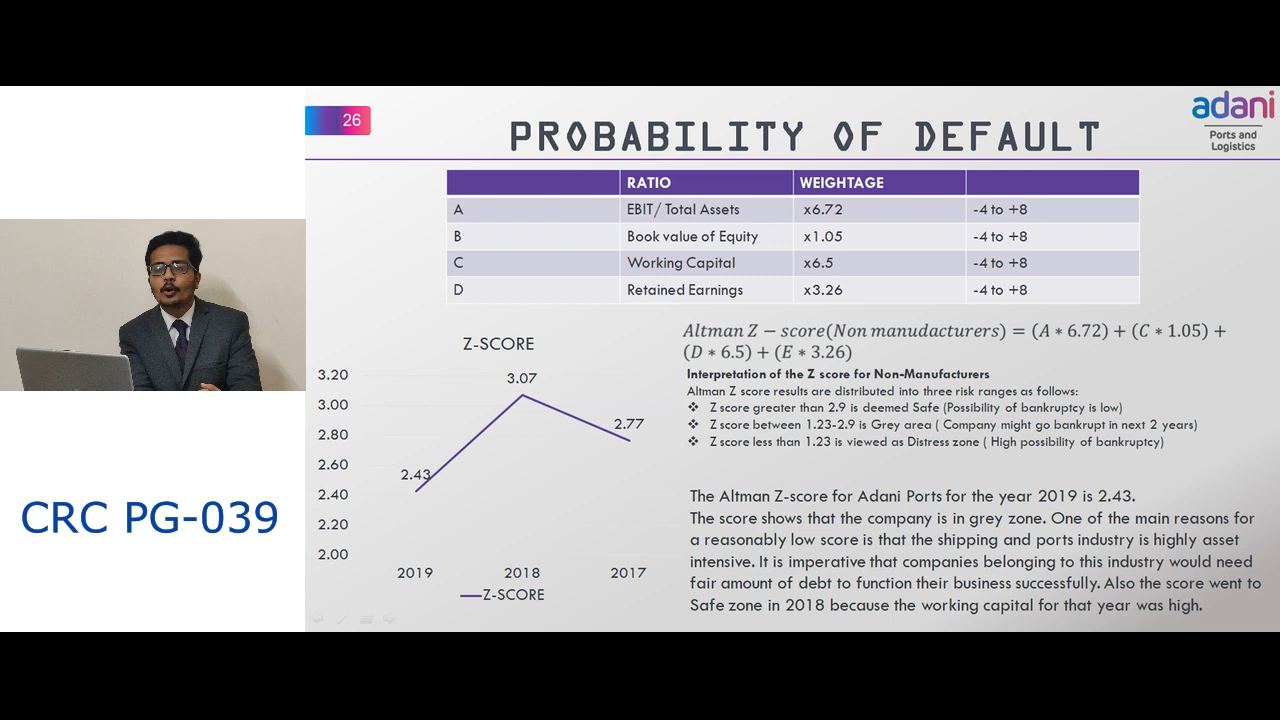 26
PROBABILITY OF DEFAULT
adani
Ports and
Logistics
RATIO WEIGHTAGE
A EBIT/ Total Assets x6.72 -4 to +8
B Book value of Equity x1.05 -4 to +8
C Working Capital x6.5 -4 to +8
D Retained Earnings x3.26 -4 to +8
Z-SCORE
3.20
3.00
2.80
2.60
2.40
2.20
2.00
2.43
3.07
2.77
2019 2018 2017
Z-SCORE
Altman Z − score(Non manudacturers) = (A ∗ 6.72) + (C ∗ 1.05) +
(D ∗ 6.5) + (E ∗ 3.26)
Interpretation of the Z score for Non-Manufacturers
Altman Z score results are distributed into three risk ranges as follows:
❖ Z score greater than 2.9 is deemed Safe (Possibility of bankruptcy is low)
❖ Z score between 1.23-2.9 is Grey area ( Company might go bankrupt in next 2 years)
❖ Z score less than 1.23 is viewed as Distress zone ( High possibility of bankruptcy)
The Altman Z-score for Adani Ports for the year 2019 is 2.43.
The score shows that the company is in grey zone. One of the main reasons for
a reasonably low score is that the shipping and ports industry is highly asset
intensive. It is imperative that companies belonging to this industry would need
fair amount of debt to function their business successfully. Also the score went to
Safe zone in 2018 because the working capital for that year was high.
CRC PG-039